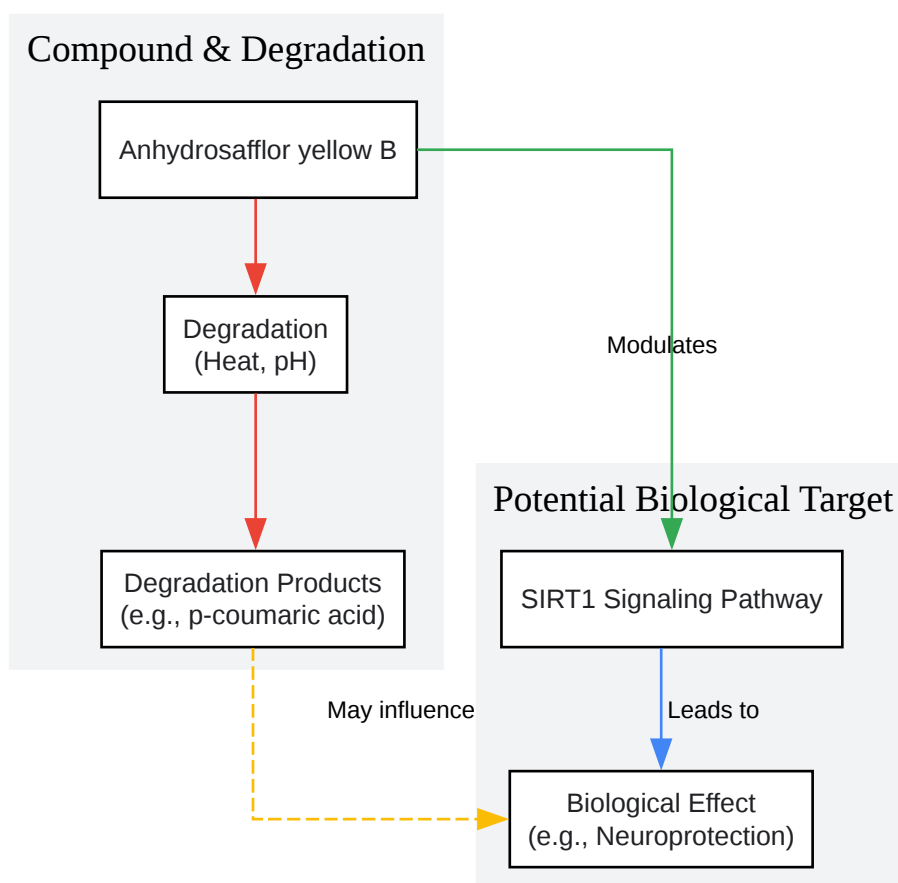 Compound & Degradation
Anhydrosafflor yellow B
Degradation
(Heat, pH)
Modulates
Potential Biological Target
Degradation Products
(e.g., p-coumaric acid)
SIRT1 Signaling Pathway
May influence
Leads to
Biological Effect
(e.g., Neuroprotection)